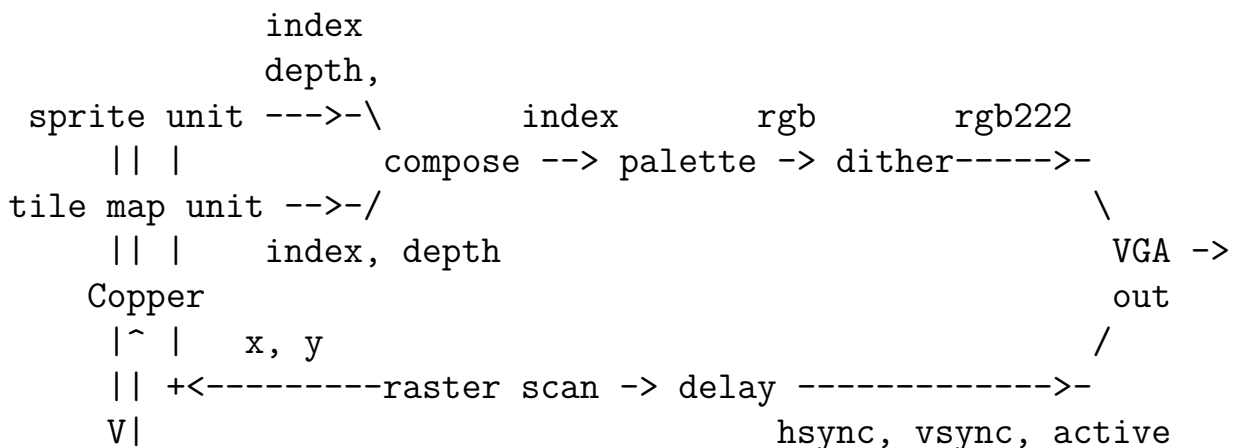 index
depth,
sprite unit --->-\ index rgb rgb222
|| | compose --> palette -> dither----->-
tile map unit -->-/ \
|| | index, depth VGA ->
Copper out
|^ | x, y /
|| +<---------raster scan -> delay ------------->-
V| hsync, vsync, active